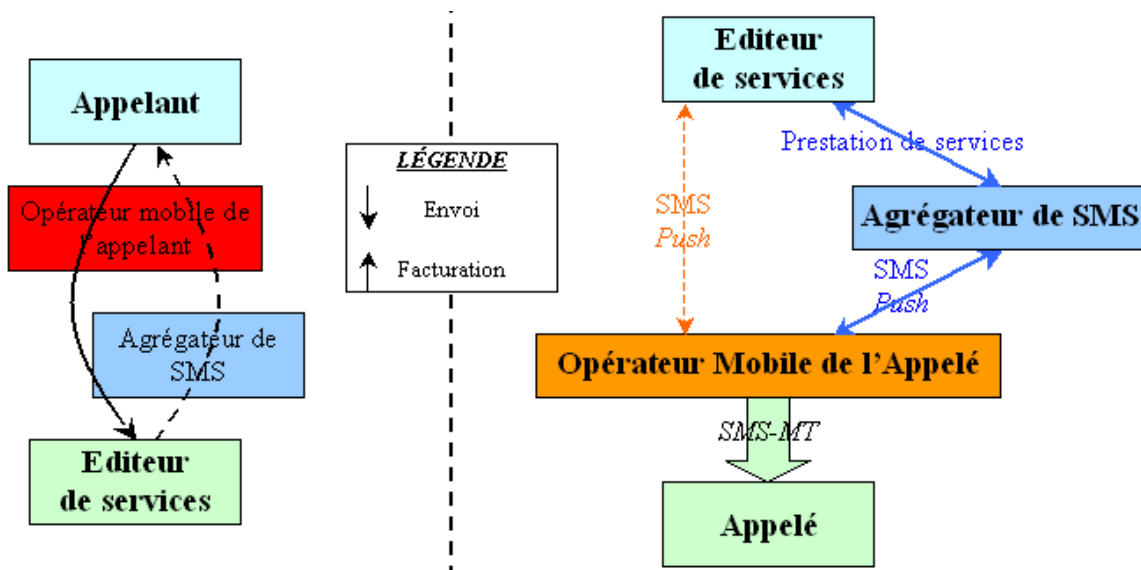 Appelant
Opérateur mobile de
l'appelant
Agrégateur de
SMS
Editeur
de services
LÉGENDE
Envoi
Facturation
Editeur
de services
Prestation de services
SMS
Push
Agrégateur de SMS
SMS
Push
Opérateur Mobile de l'Appelé
SMS-MT
Appelé